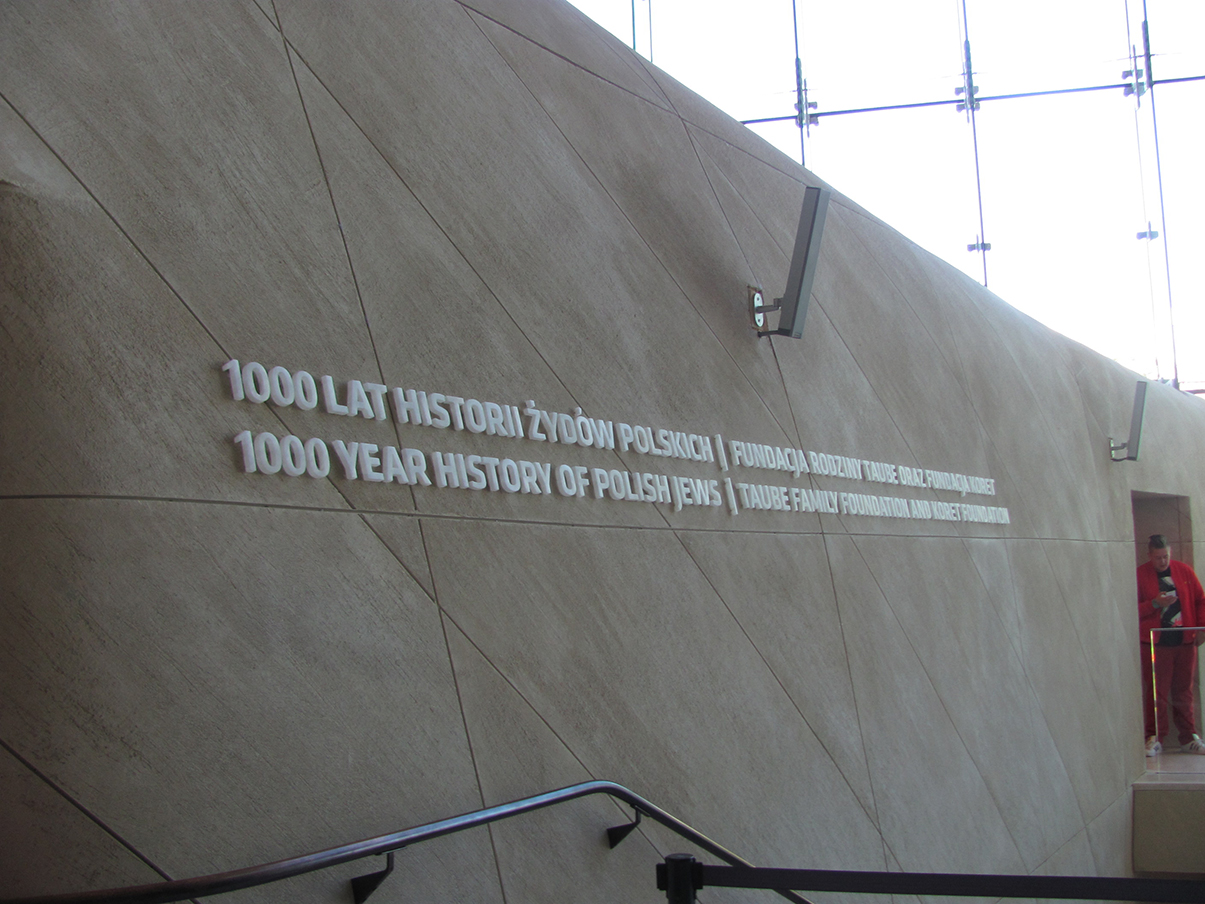 1000 LAT HISTORII ŻYDÓW POLSKICH | FUNDACJA RODZINY TAUBE ORAZ FUNDACJA KORET
1000 YEAR HISTORY OF POLISH JEWS | TAUBE FAMILY FOUNDATION AND KORET FOUNDATION